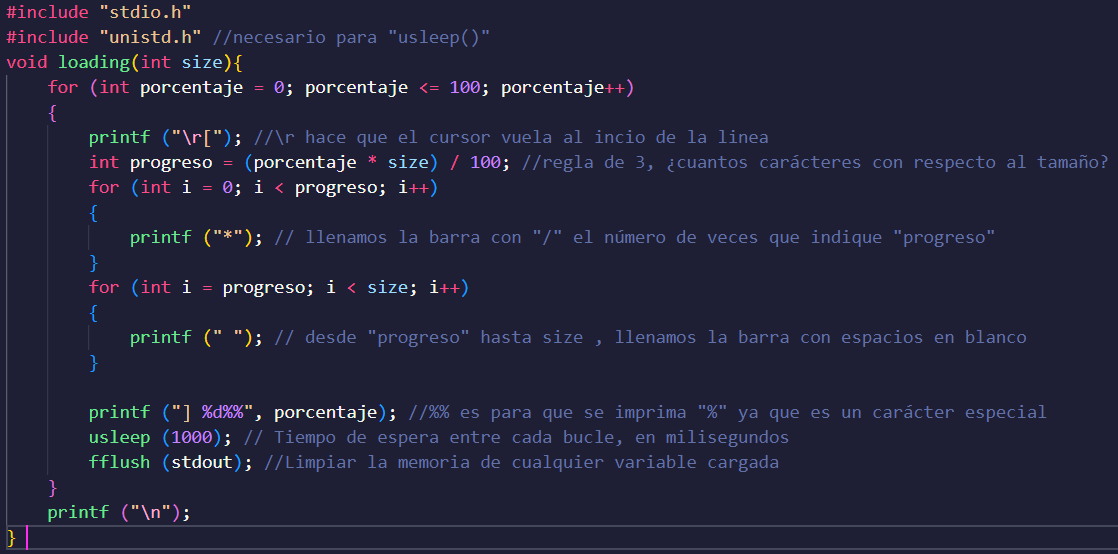 #include "stdio.h"
#include "unistd.h" //necesario para "usleep()"
void loading(int size){
    for (int porcentaje = 0; porcentaje <= 100; porcentaje++)
    {
        printf ("\r["); //\r hace que el cursor vuela al incio de la linea
        int progreso = (porcentaje * size) / 100; //regla de 3, ¿cuantos carácteres con respecto al tamaño?
        for (int i = 0; i < progreso; i++)
        {
            printf ("*"); // llenamos la barra con "/" el número de veces que indique "progreso"
        }
        for (int i = progreso; i < size; i++)
        {
            printf (" "); // desde "progreso" hasta size , llenamos la barra con espacios en blanco
        }

        printf ("] %d%%", porcentaje); //%% es para que se imprima "%" ya que es un carácter especial
        usleep (1000); // Tiempo de espera entre cada bucle, en milisegundos
        fflush (stdout); //Limpiar la memoria de cualquier variable cargada
    }
    printf ("\n");
}